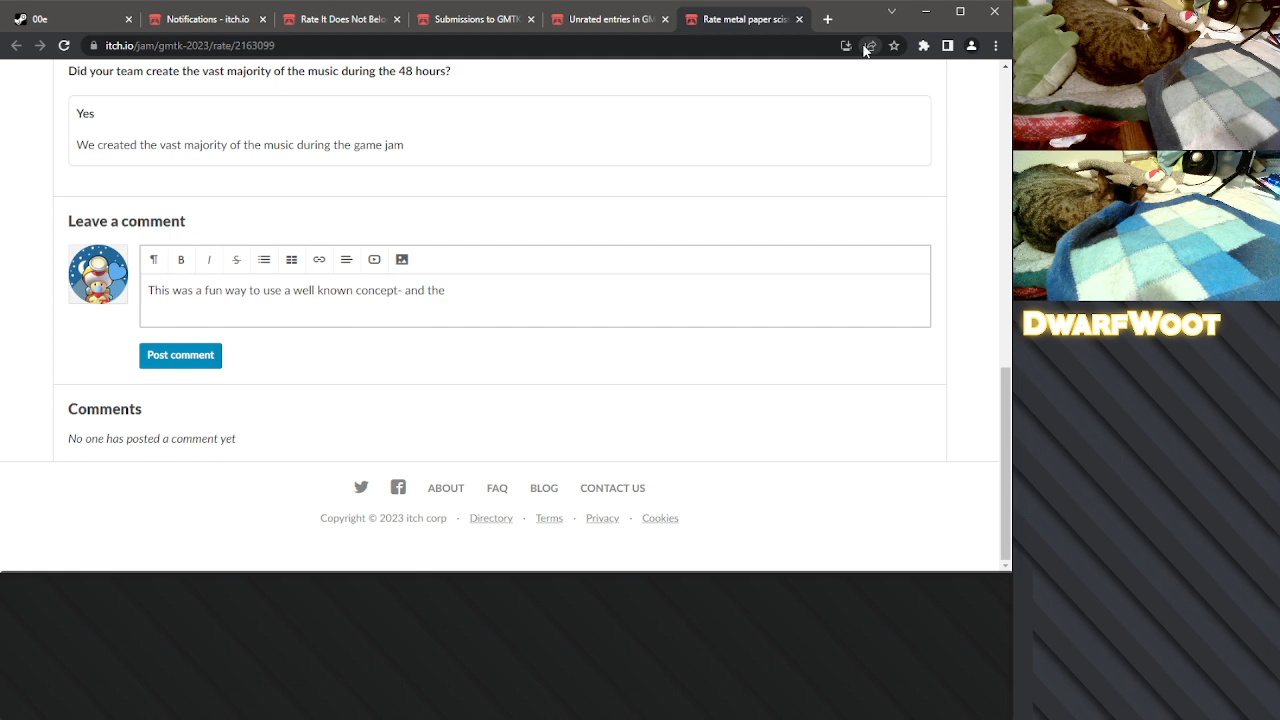 00e
Notifications - itch.io
Rate It Does Not Belo
Submissions to GMTK
Unrated entries in GM
Rate metal paper scis
itch.io/jam/gmtk-2023/rate/2163099
Did your team create the vast majority of the music during the 48 hours?
Yes
We created the vast majority of the music during the game jam
Leave a comment
This was a fun way to use a well known concept- and the
Post comment
Comments
No one has posted a comment yet
ABOUT FAQ BLOG CONTACT US
Copyright © 2023 itch corp · Directory · Terms · Privacy · Cookies
DWARFWOOT